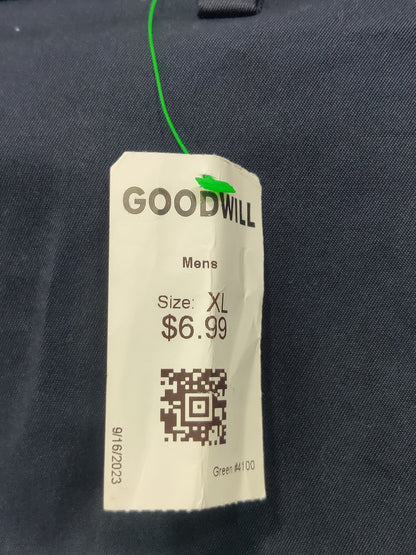 GOODWILL
Mens
Size: XL
$6.99
9/16/2023
Green #4100